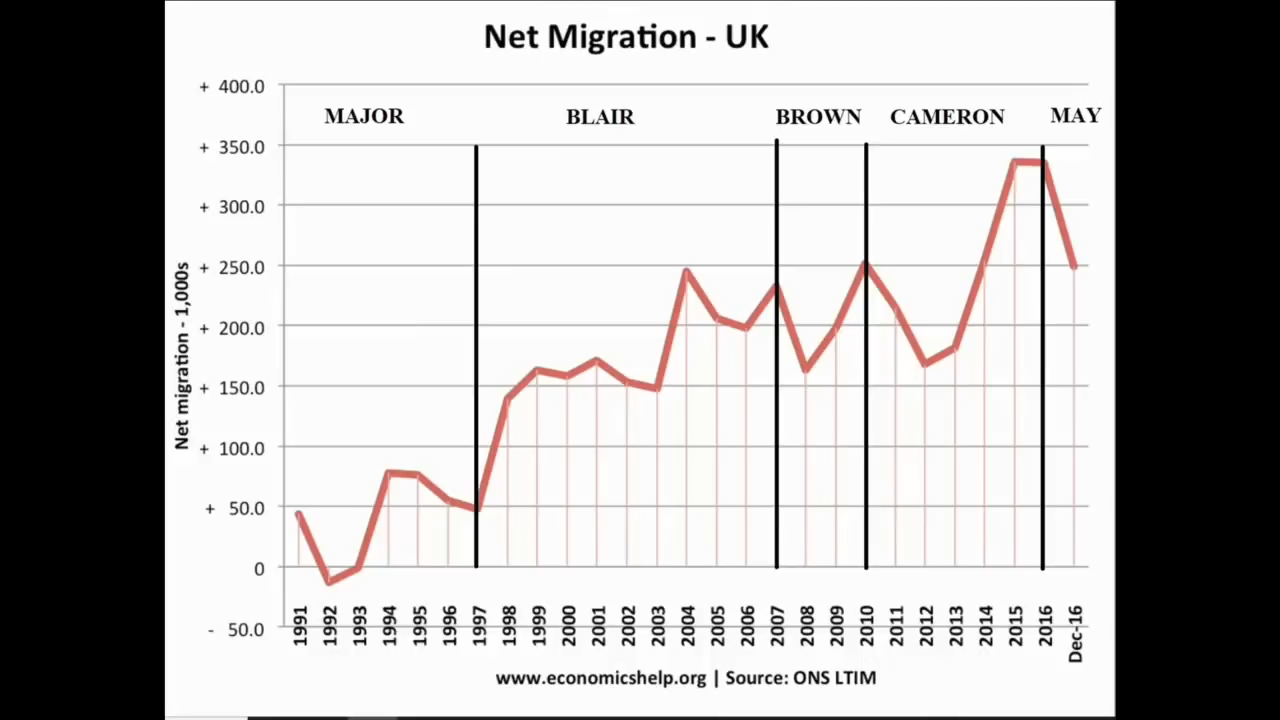 Net Migration - UK
+ 400.0
MAJOR BLAIR BROWN CAMERON MAY
+ 350.0
+ 300.0
+ 250.0
+ 200.0
+ 150.0
+ 100.0
+ 50.0
0
- 50.0
Net migration - 1,000s
1991 1992 1993 1994 1995 1996 1997 1998 1999 2000 2001 2002 2003 2004 2005 2006 2007 2008 2009 2010 2011 2012 2013 2014 2015 2016 Dec-16
www.economicshelp.org | Source: ONS LTIM